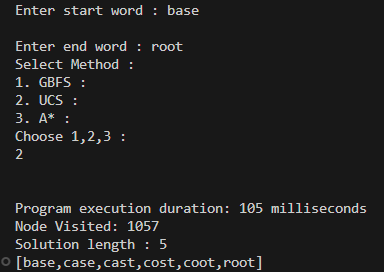 Enter start word : base
Enter end word : root
Select Method :
1. GBFS :
2. UCS :
3. A* :
Choose 1,2,3 :
2
Program execution duration: 105 milliseconds
Node Visited: 1057
Solution length : 5
[base,case,cast,cost,coot,root]